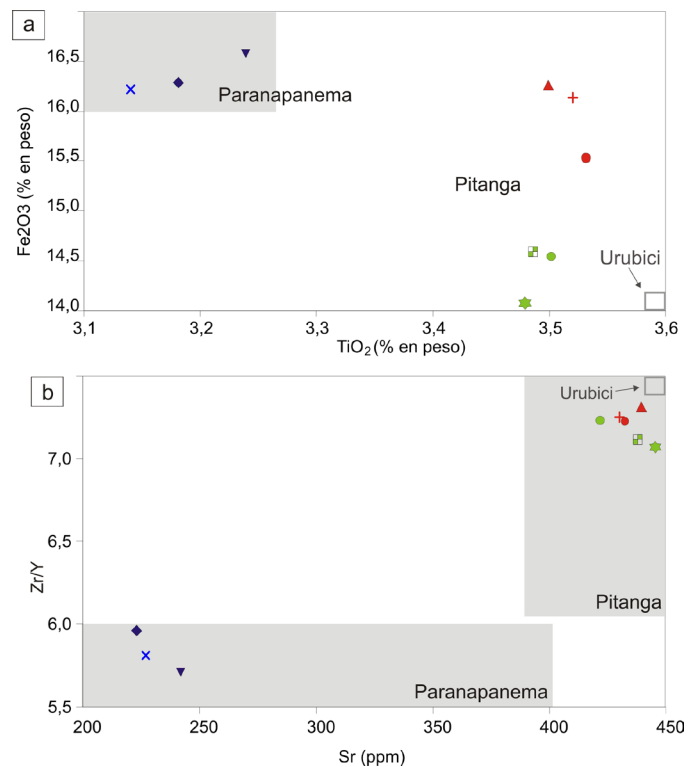 a
Fe2O3 (% en peso)
16,5
16,0
15,5
15,0
14,5
14,0
Paranapanema
Pitanga
Urubici
3,1 3,2 3,3 3,4 3,5 3,6
TiO2 (% en peso)
b
Zr/Y
7,0
6,5
6,0
5,5
Urubici
Pitanga
Paranapanema
200 250 300 350 400 450
Sr (ppm)